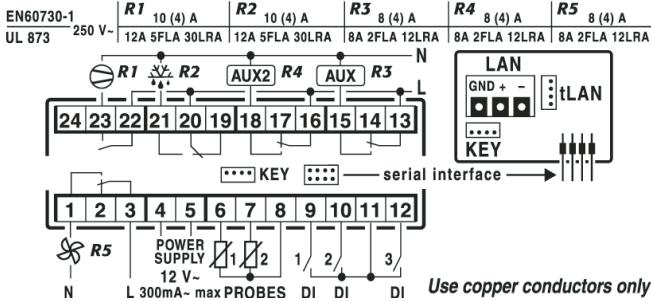 EN60730-1 250 V~ R1 10 (4) A R2 10 (4) A R3 8 (4) A R4 8 (4) A R5 8 (4) A
UL 873 12A 5FLA 30LRA 12A 5FLA 30LRA 8A 2FLA 12LRA 8A 2FLA 12LRA 8A 2FLA 12LRA
N
R1 R2 AUX2 R4 AUX R3
L
24 23 22 21 20 19 18 17 16 15 14 13
LAN
GND + -
tLAN
KEY
KEY serial interface
1 2 3 4 5 6 7 8 9 10 11 12
R5 POWER 1 2 1 2 3
SUPPLY
12 V~
N L 300mA~ max PROBES DI DI DI
Use copper conductors only